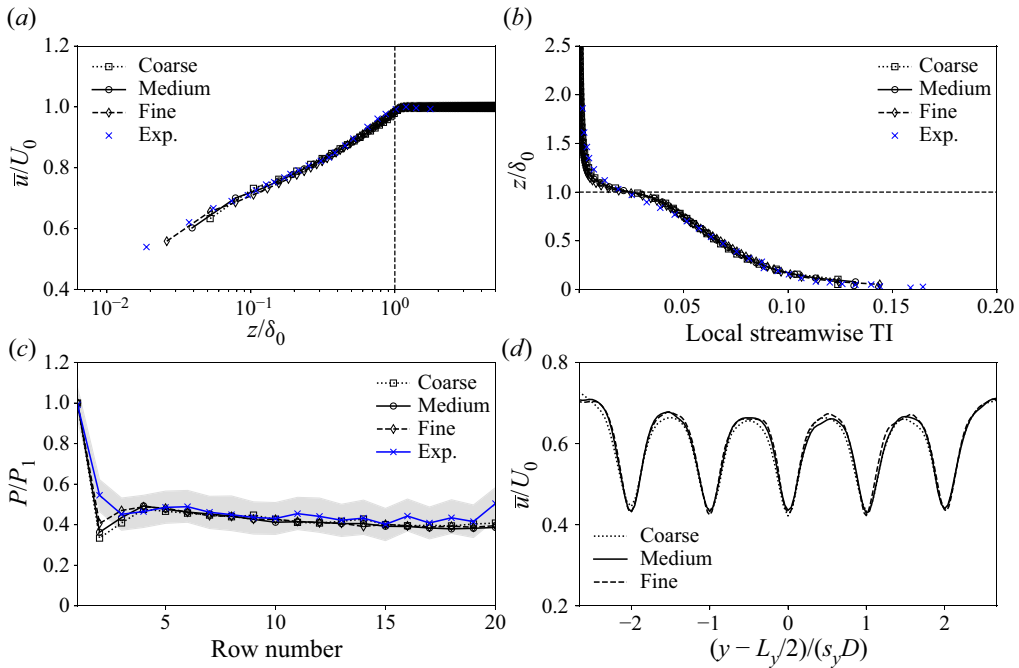 (a)
1.2
1.0
0.8
0.6
0.4
u̅/U₀
Coarse
Medium
Fine
Exp.
10⁻² 10⁻¹ 10⁰
z/δ₀
(b)
2.5
2.0
1.5
1.0
0.5
0
z/δ₀
Coarse
Medium
Fine
Exp.
0.05 0.10 0.15 0.20
Local streamwise TI
(c)
1.2
1.0
0.8
0.6
0.4
0.2
0
P/P₁
Coarse
Medium
Fine
Exp.
5 10 15 20
Row number
(d)
0.8
0.6
0.4
0.2
u̅/U₀
Coarse
Medium
Fine
−2 −1 0 1 2
(y − L_y/2)/(s_yD)